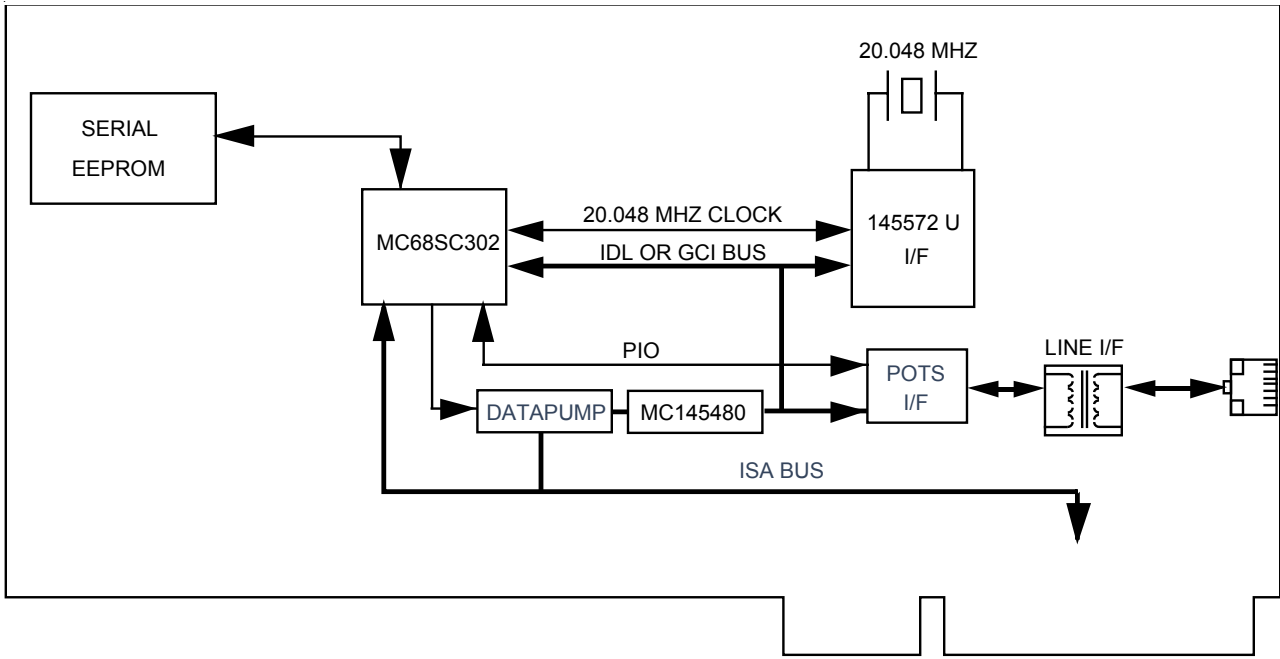 20.048 MHZ
SERIAL
EEPROM
MC68SC302
20.048 MHZ CLOCK
IDL OR GCI BUS
145572 U
I/F
PIO
POTS
I/F
LINE I/F
DATAPUMP
MC145480
ISA BUS